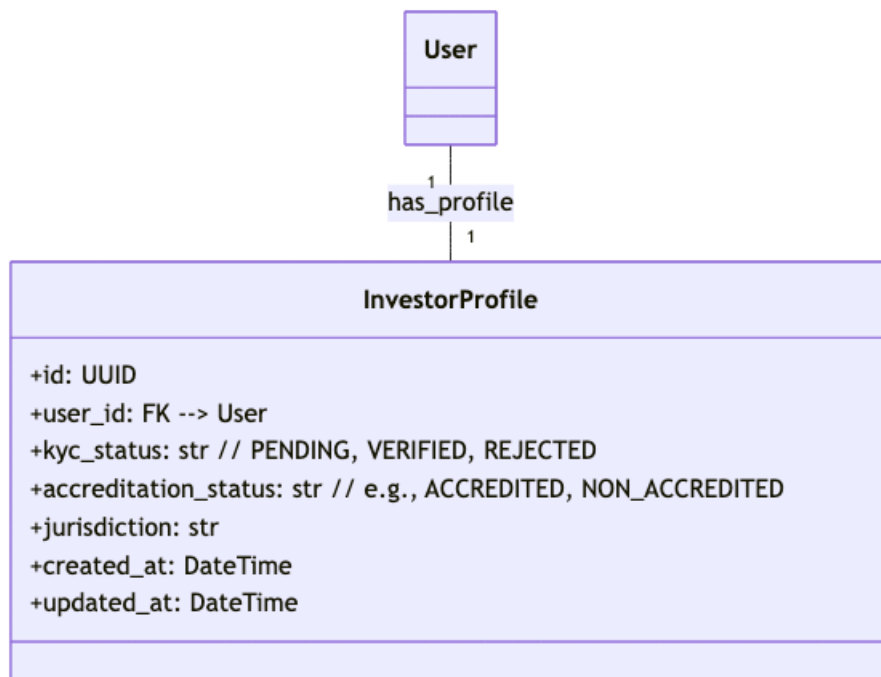 User
1
has_profile
1
InvestorProfile
+id: UUID
+user_id: FK --> User
+kyc_status: str // PENDING, VERIFIED, REJECTED
+accreditation_status: str // e.g., ACCREDITED, NON_ACCREDITED
+jurisdiction: str
+created_at: DateTime
+updated_at: DateTime